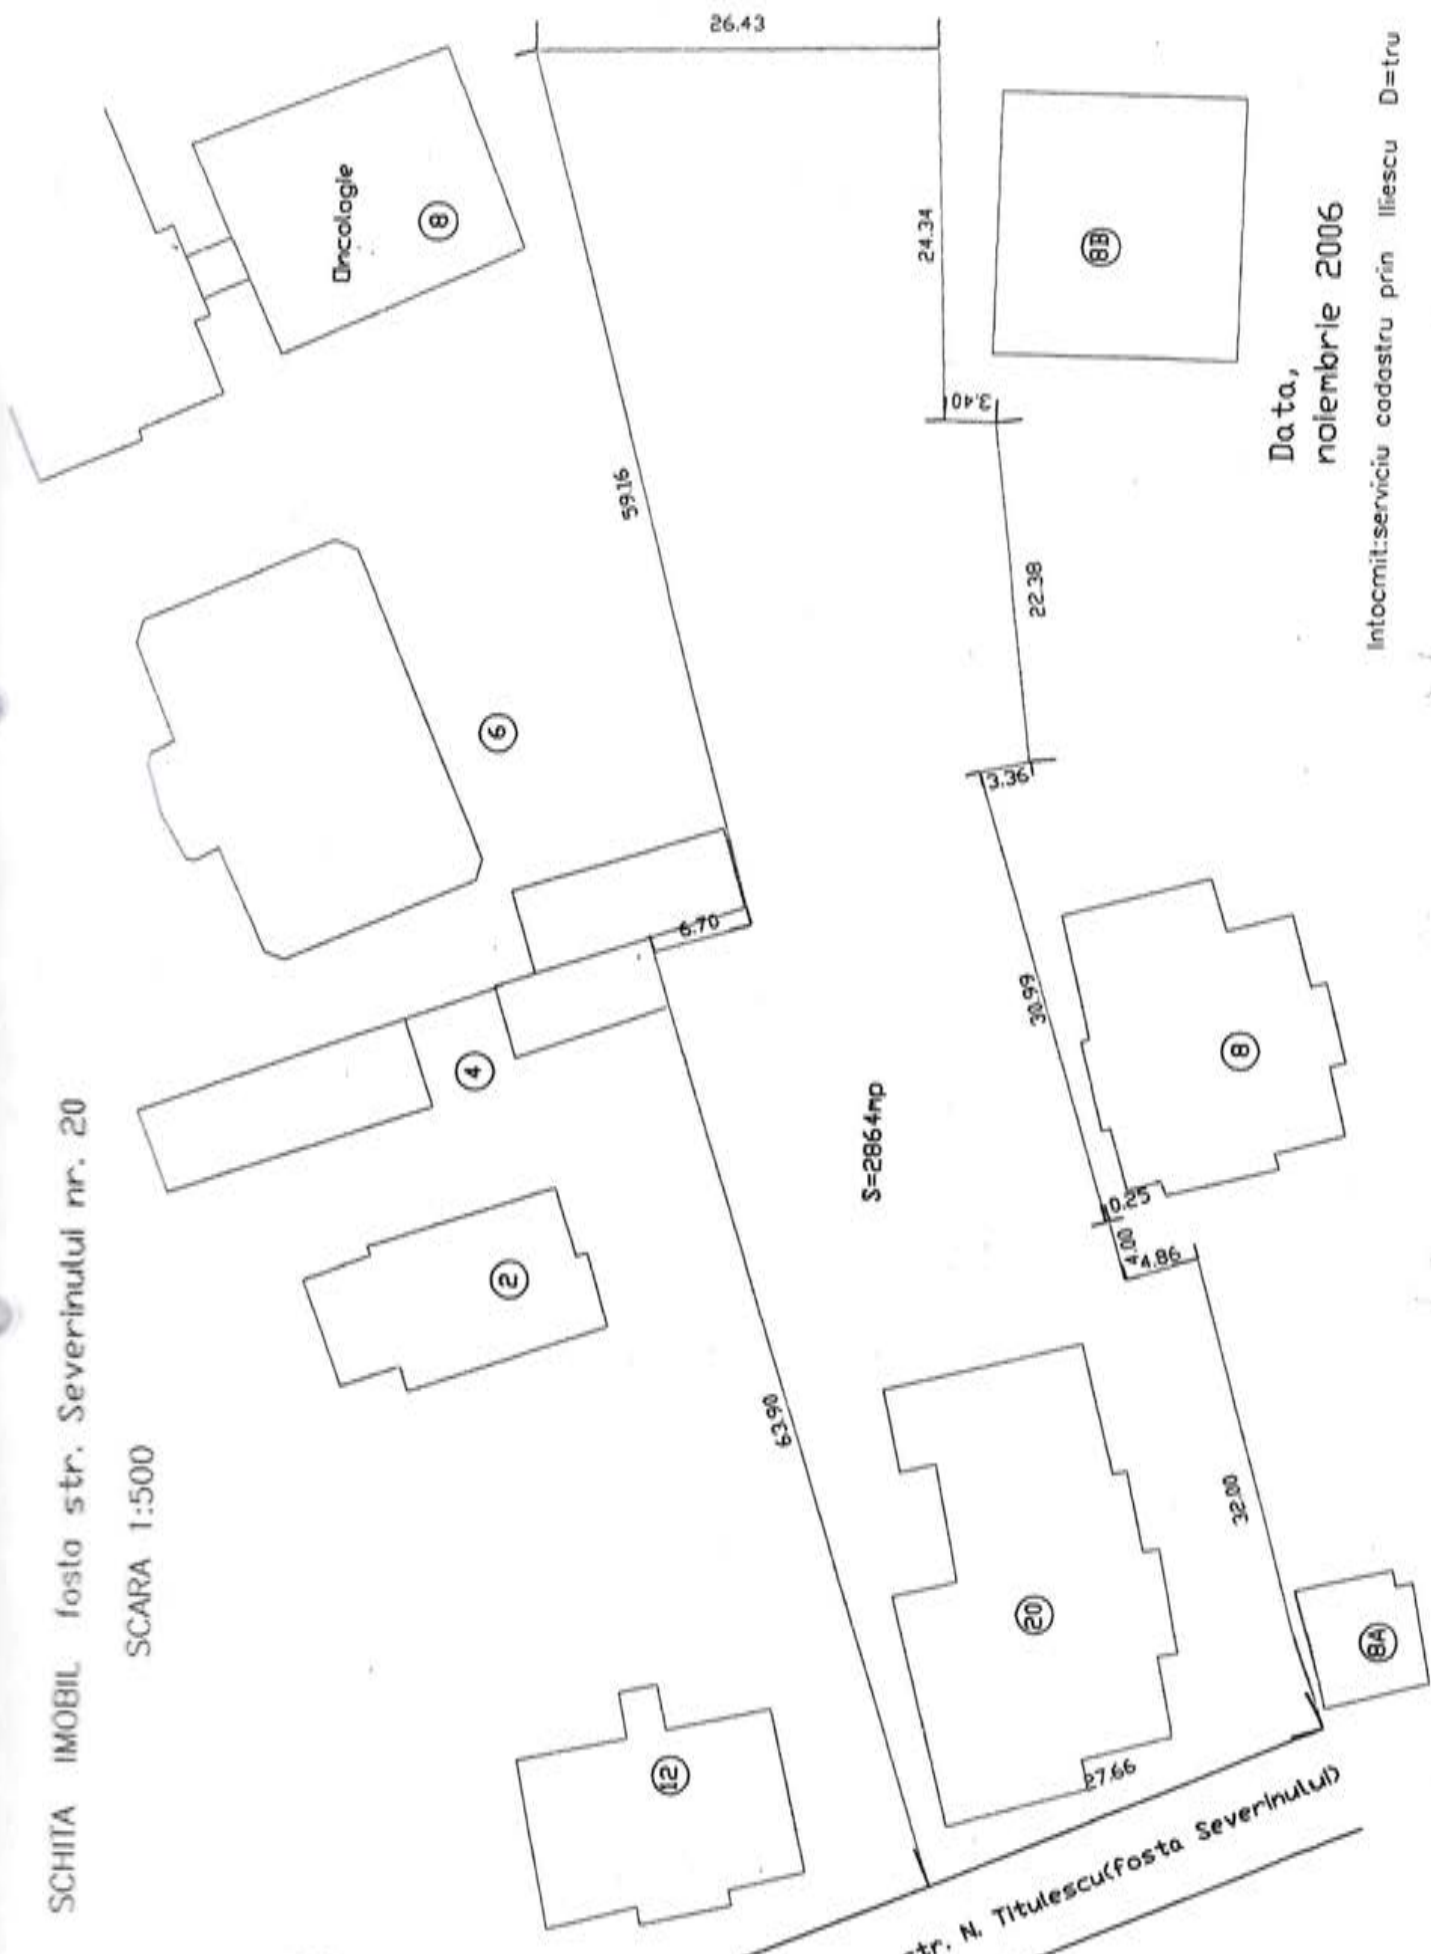 SCHITA IMOBIL fosta str. Severinului nr. 20
SCARA 1:500
Oncologie
8
6
4
2
12
59.16
26.43
6.70
63.90
S=2864mp
24.34
3.40
22.38
3.36
30.99
0.25
4.00
4.86
32.00
27.66
20
8
8B
8A
str. N. Titulescu(fosta Severinului)
Data,
noiembrie 2006
Intocmit:serviciu cadastru prin Iliescu D=tru